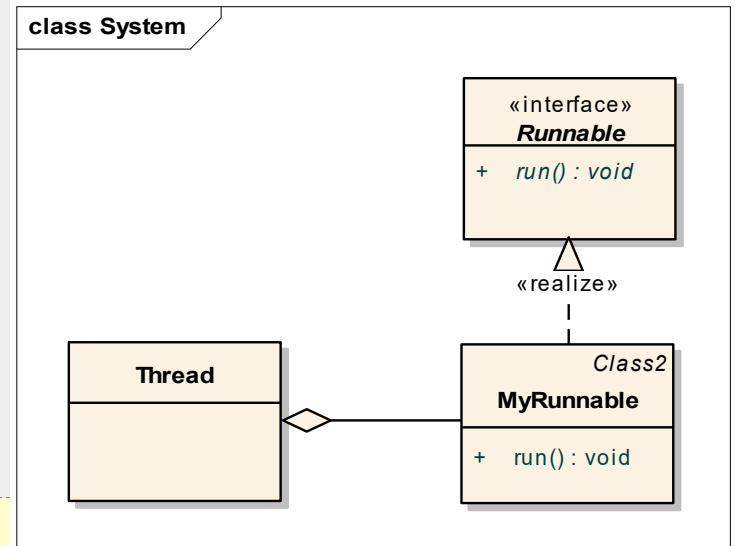 class System
«interface»
Runnable
+ run() : void
«realize»
Thread
Class2
MyRunnable
+ run() : void